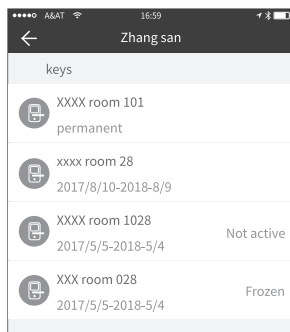 A&AT 16:59
Zhang san
keys
XXXX room 101
permanent
xxxx room 28
2017/8/10-2018-8/9
XXXX room 1028
2017/5/5-2018-5/4
Not active
XXX room 028
2017/5/5-2018-5/4
Frozen